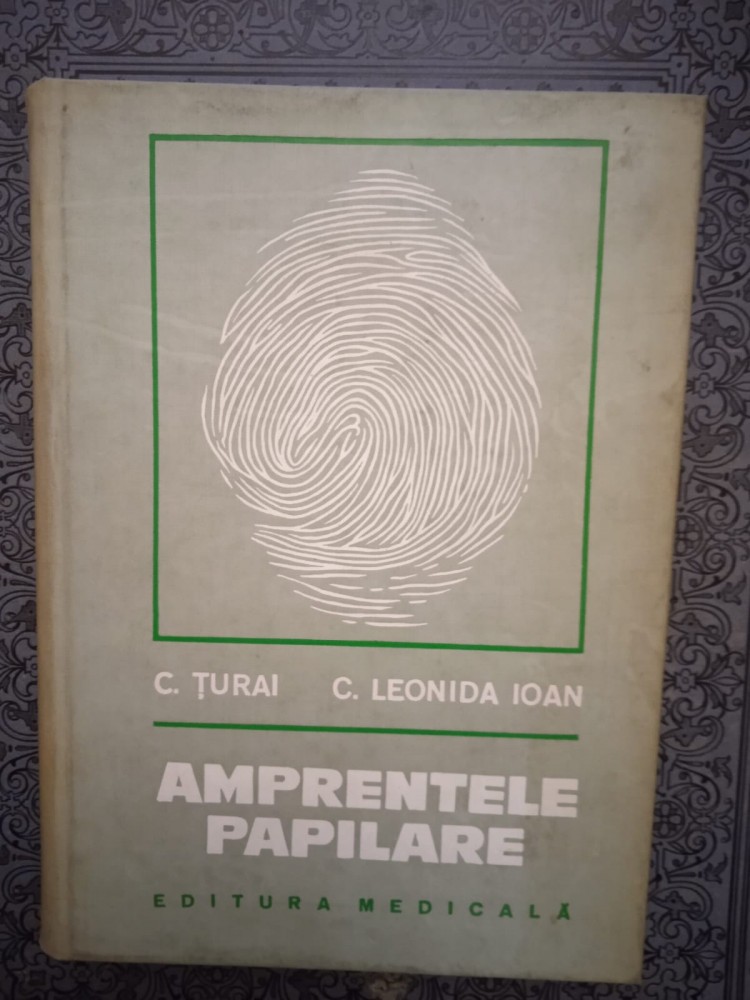 C. ȚURAI C. LEONIDA IOAN
AMPRENTELE
PAPILARE
EDITURA MEDICALĂ